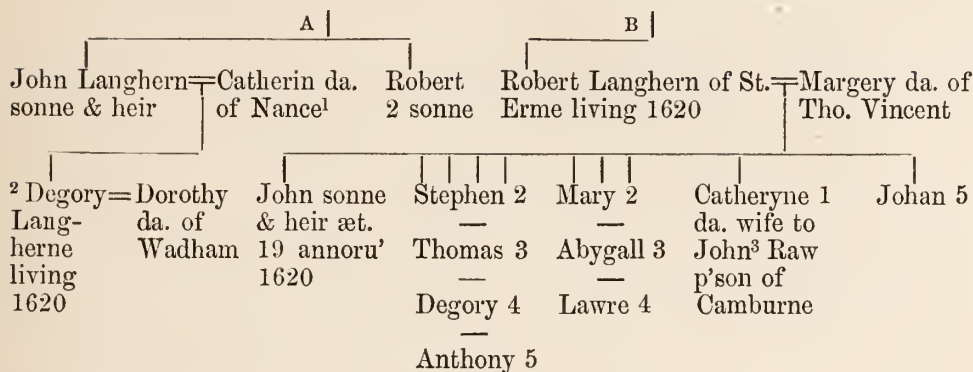 A B
John Langhern=Catherin da. Robert Robert Langhern of St.=Margery da. of
sonne & heir of Nance¹ 2 sonne Erme living 1620 Tho. Vincent
² Degory=Dorothy John sonne Stephen 2 Mary 2 Catheryne 1 Johan 5
Lang- da. of & heir æt. — — da. wife to
herne Wadham 19 annoru' Thomas 3 Abygall 3 John³ Raw
living 1620 — — p'son of
1620 Degory 4 Lawre 4 Camburne
—
Anthony 5